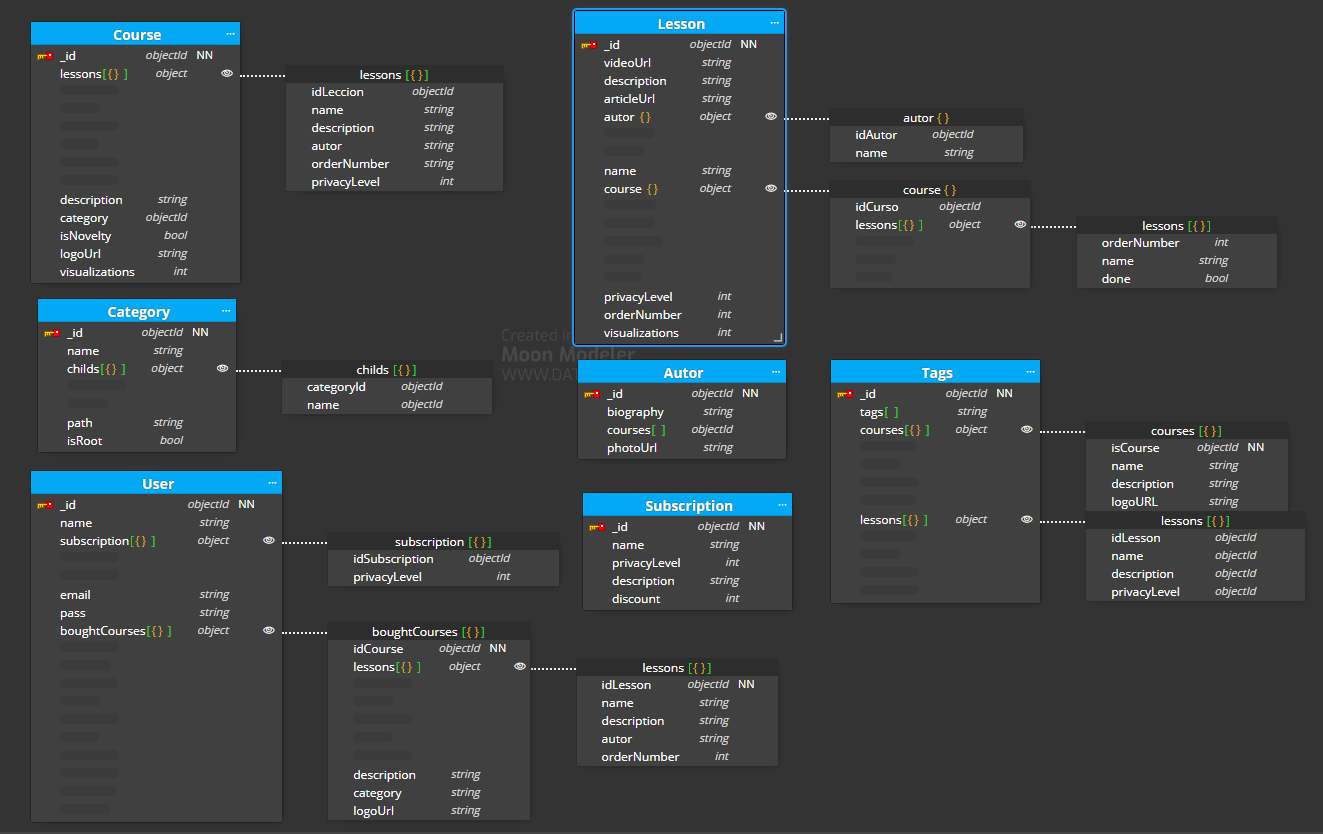 Course ...
_id objectId NN
lessons[{} ] object
description string
category objectId
isNovelty bool
logoUrl string
visualizations int
lessons [{}]
idLeccion objectId
name string
description string
autor string
orderNumber string
privacyLevel int
Lesson ...
_id objectId NN
videoUrl string
description string
articleUrl string
autor {} object
name string
course {} object
privacyLevel int
orderNumber int
visualizations int
autor {}
idAutor objectId
name string
course {}
idCurso objectId
lessons[{} ] object
lessons [{}]
orderNumber int
name string
done bool
Category ...
_id objectId NN
name string
childs[{} ] object
path string
isRoot bool
childs [{}]
categoryId objectId
name objectId
Created in
Moon Modeler
WWW.DAT
Autor ...
_id objectId NN
biography string
courses[ ] objectId
photoUrl string
Tags ...
_id objectId NN
tags[ ] string
courses[{} ] object
lessons[{} ] object
courses [{}]
isCourse objectId NN
name string
description string
logoURL string
lessons [{}]
idLesson objectId
name objectId
description objectId
privacyLevel objectId
User ...
_id objectId NN
name string
subscription[{} ] object
email string
pass string
boughtCourses[{} ] object
subscription [{}]
idSubscription objectId
privacyLevel int
Subscription ...
_id objectId NN
name string
privacyLevel int
description string
discount int
boughtCourses [{}]
idCourse objectId NN
lessons[{} ] object
description string
category string
logoUrl string
lessons [{}]
idLesson objectId NN
name string
description string
autor string
orderNumber int